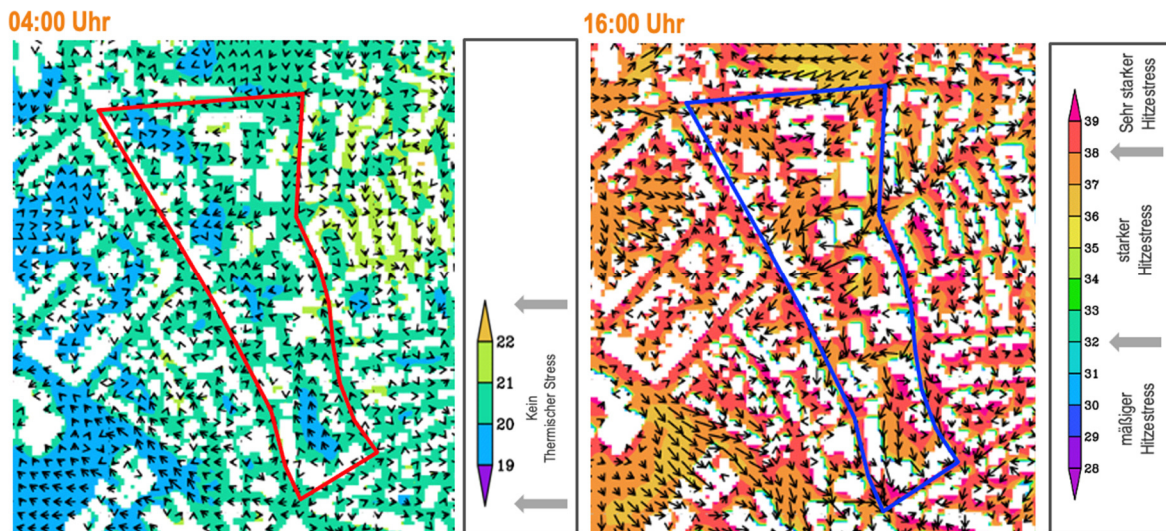 04:00 Uhr
22
21
20
19
Kein
Thermischer Stress
16:00 Uhr
39
38
37
36
35
34
33
32
31
30
29
28
Sehr starker
Hitzestress
starker
Hitzestress
mäßiger
Hitzestress